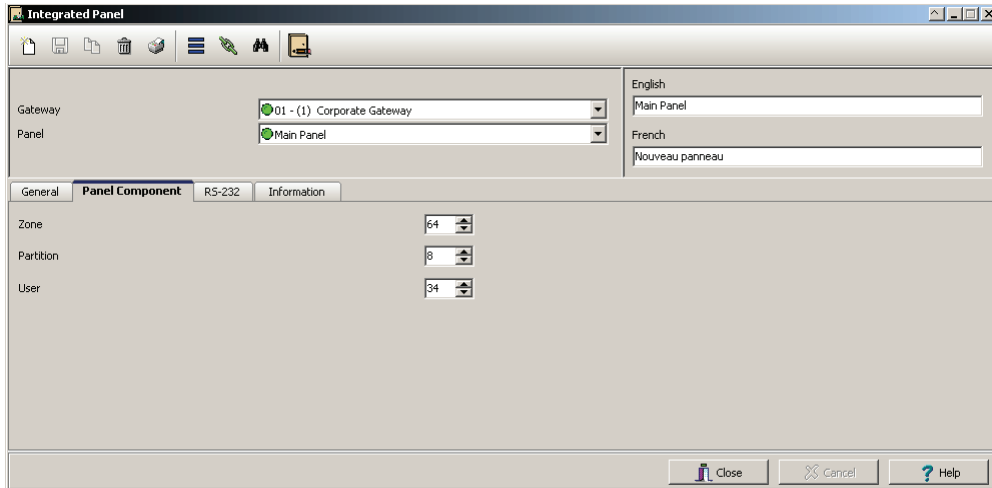 Integrated Panel
Gateway
01 - (1) Corporate Gateway
Panel
Main Panel
English
Main Panel
French
Nouveau panneau
General
Panel Component
RS-232
Information
Zone
64
Partition
8
User
34
Close
Cancel
? Help